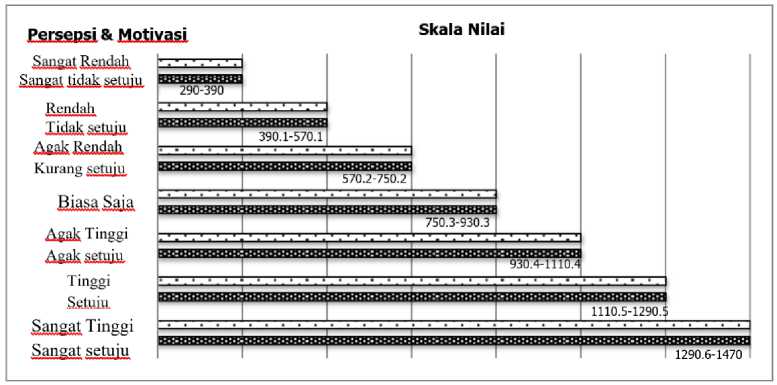 Persepsi & Motivasi
Skala Nilai
Sangat Rendah
Sangat tidak setuju
290-390
Rendah
Tidak setuju
390.1-570.1
Agak Rendah
Kurang setuju
570.2-750.2
Biasa Saja
750.3-930.3
Agak Tinggi
Agak setuju
930.4-1110.4
Tinggi
Setuiu
1110.5-1290.5
Sangat Tinggi
Sangat setuju
1290.6-1470